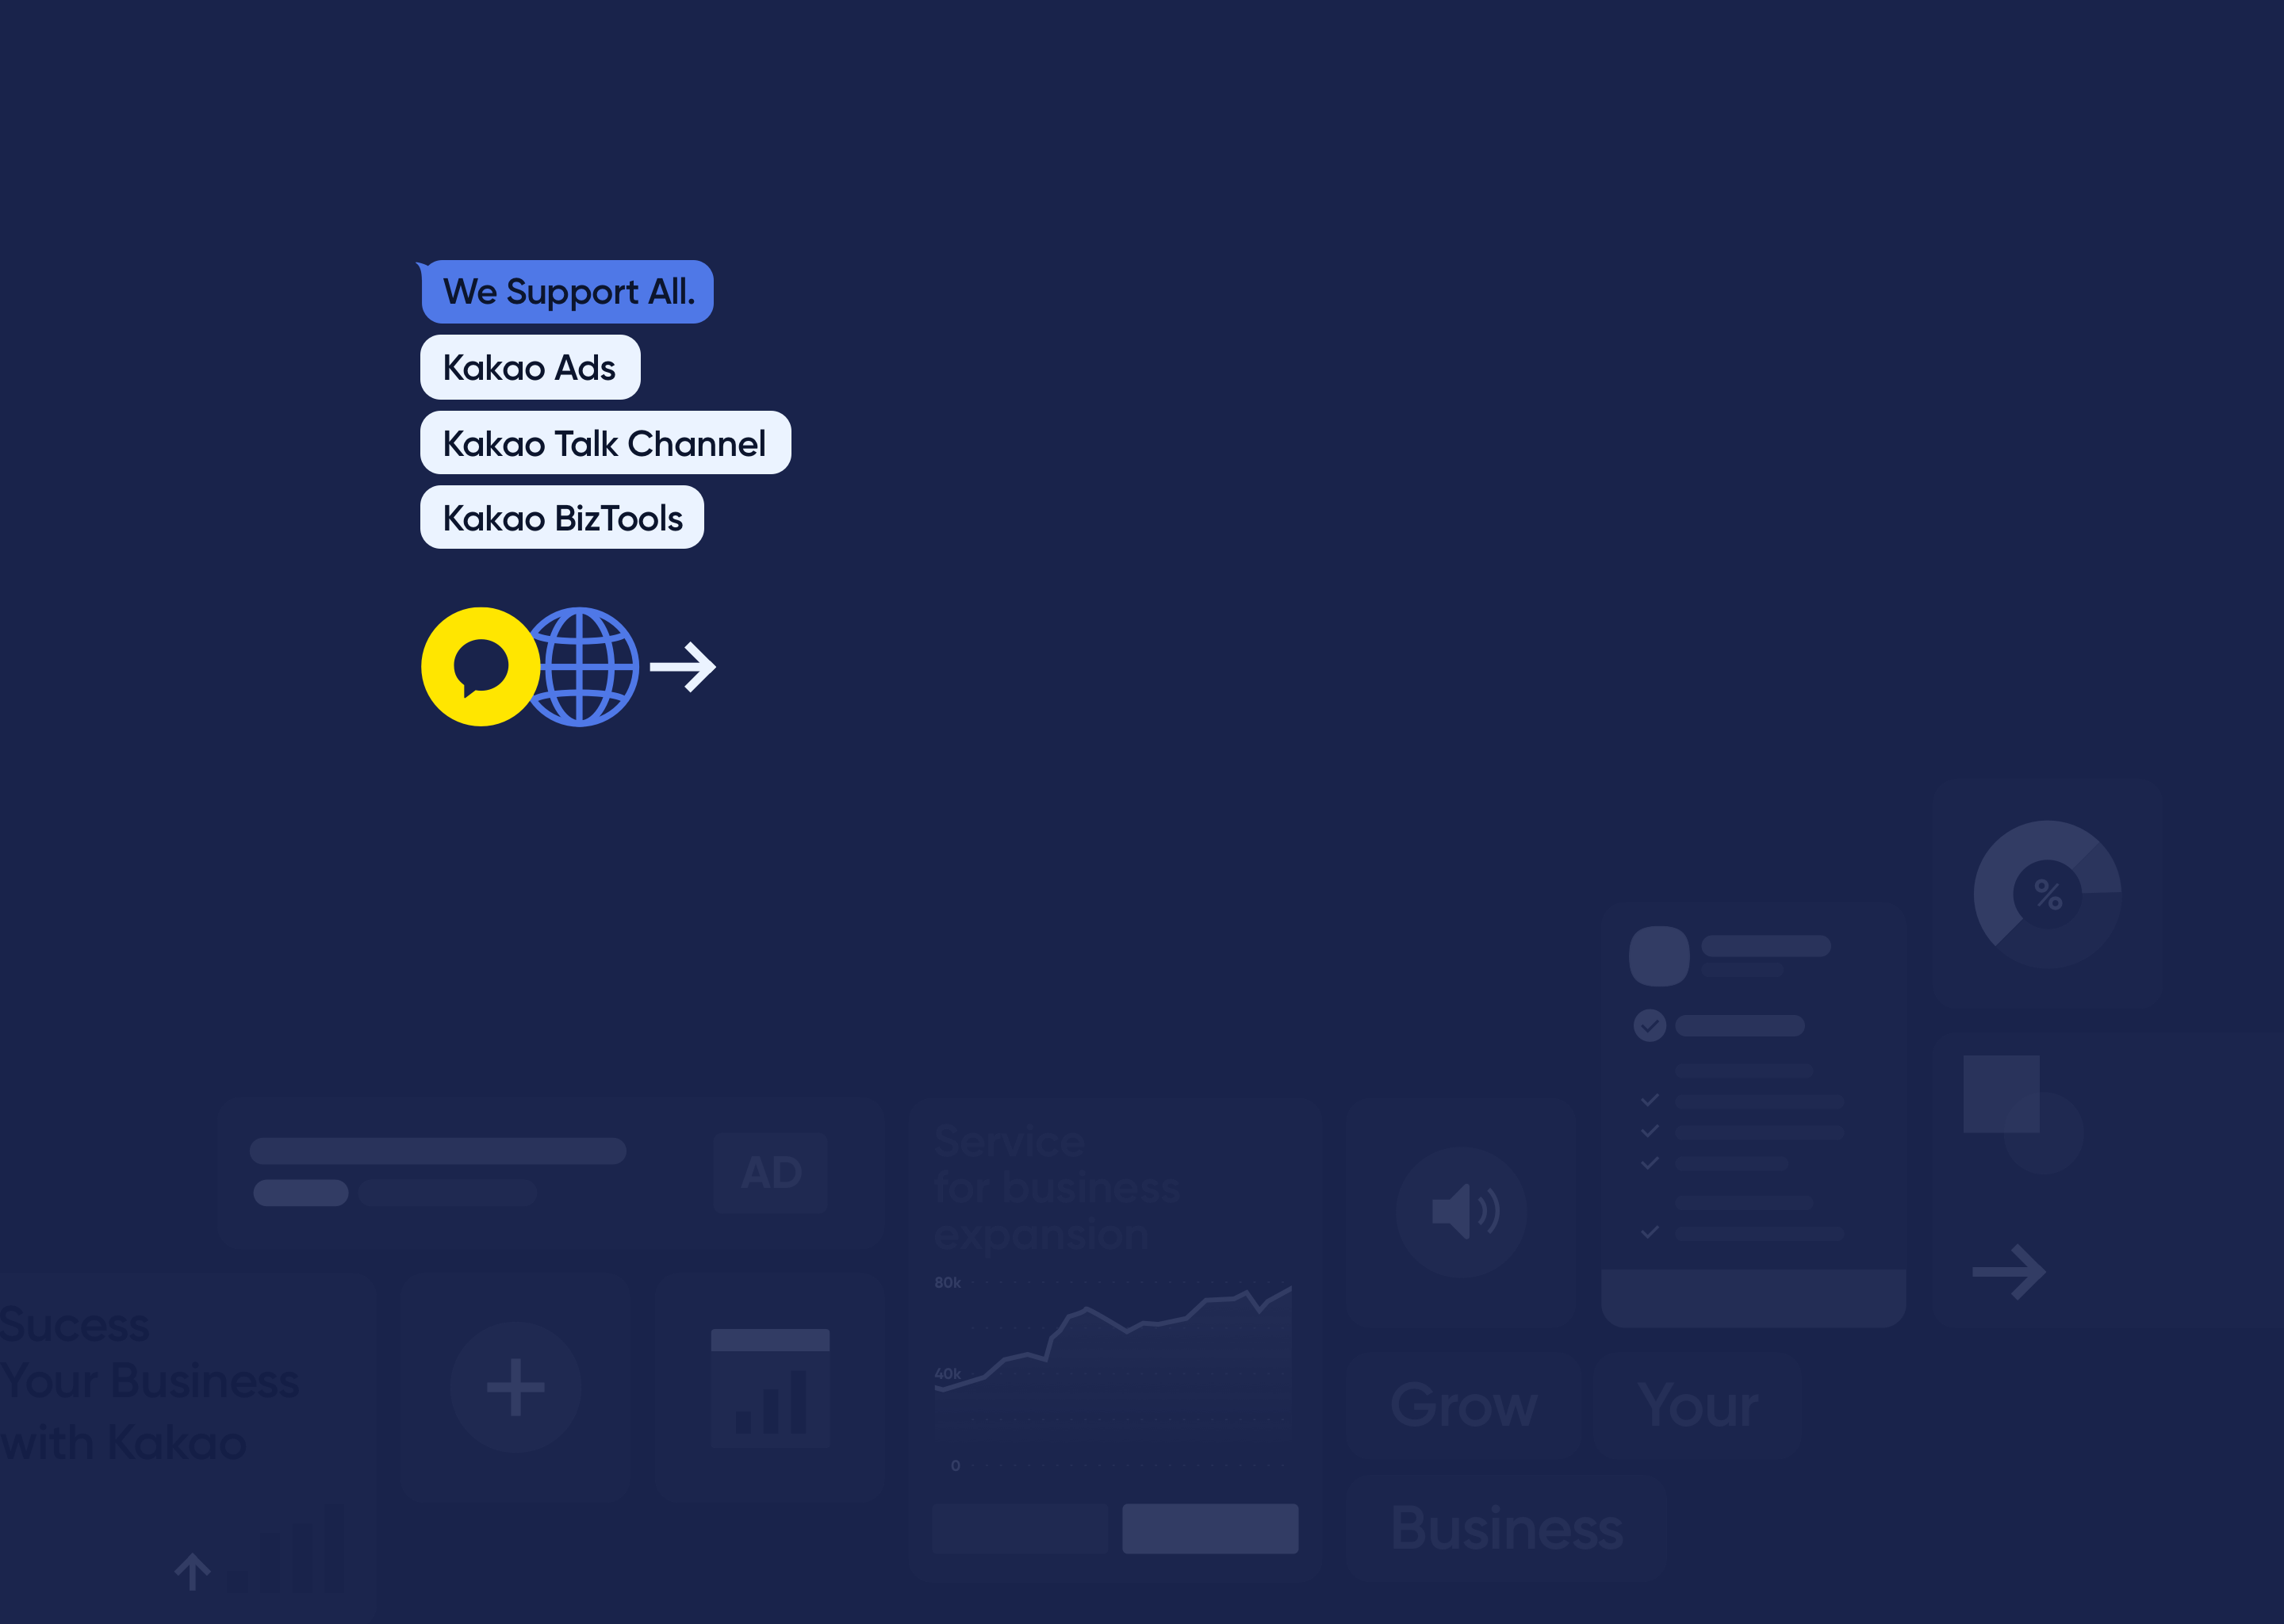 We Support All.
Kakao Ads
Kakao Talk Channel
Kakao BizTools
%
AD
Service
for business
expansion
80k
40k
0
Sucess
Your Business
with Kakao
Grow
Your
Business